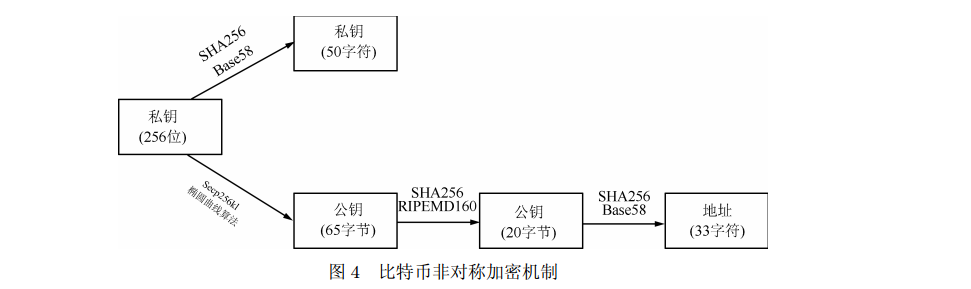 SHA256
Base58
私钥
(50字符)
私钥
(256位)
Secp256kl
椭圆曲线算法
公钥
(65字节)
SHA256
RIPEMD160
公钥
(20字节)
SHA256
Base58
地址
(33字符)
图 4 比特币非对称加密机制